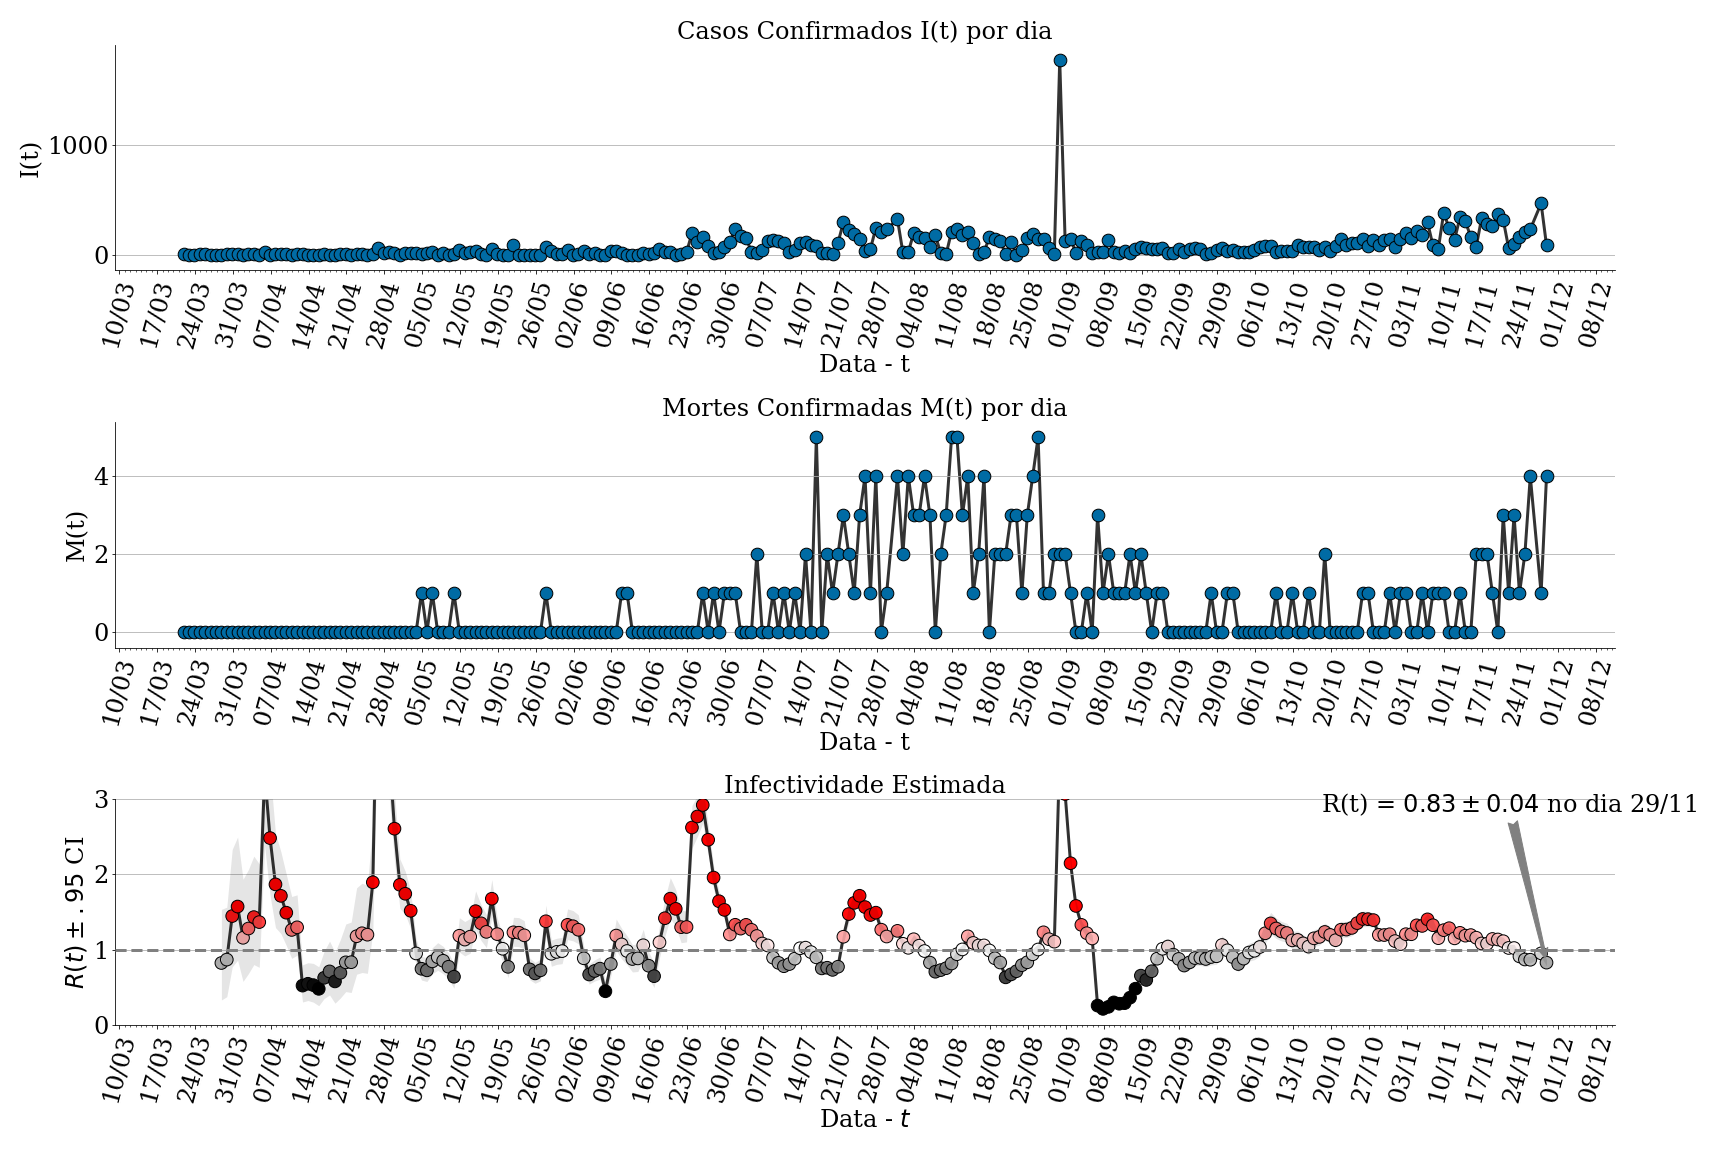 Casos Confirmados I(t) por dia
I(t)
1000
0
10/03 17/03 24/03 31/03 07/04 14/04 21/04 28/04 05/05 12/05 19/05 26/05 02/06 09/06 16/06 23/06 30/06 07/07 14/07 21/07 28/07 04/08 11/08 18/08 25/08 01/09 08/09 15/09 22/09 29/09 06/10 13/10 20/10 27/10 03/11 10/11 17/11 24/11 01/12 08/12
Data - t
Mortes Confirmadas M(t) por dia
M(t)
4
2
0
10/03 17/03 24/03 31/03 07/04 14/04 21/04 28/04 05/05 12/05 19/05 26/05 02/06 09/06 16/06 23/06 30/06 07/07 14/07 21/07 28/07 04/08 11/08 18/08 25/08 01/09 08/09 15/09 22/09 29/09 06/10 13/10 20/10 27/10 03/11 10/11 17/11 24/11 01/12 08/12
Data - t
Infectividade Estimada
R(t) = 0.83 ± 0.04 no dia 29/11
R(t) ± .95 CI
3
2
1
0
10/03 17/03 24/03 31/03 07/04 14/04 21/04 28/04 05/05 12/05 19/05 26/05 02/06 09/06 16/06 23/06 30/06 07/07 14/07 21/07 28/07 04/08 11/08 18/08 25/08 01/09 08/09 15/09 22/09 29/09 06/10 13/10 20/10 27/10 03/11 10/11 17/11 24/11 01/12 08/12
Data - t